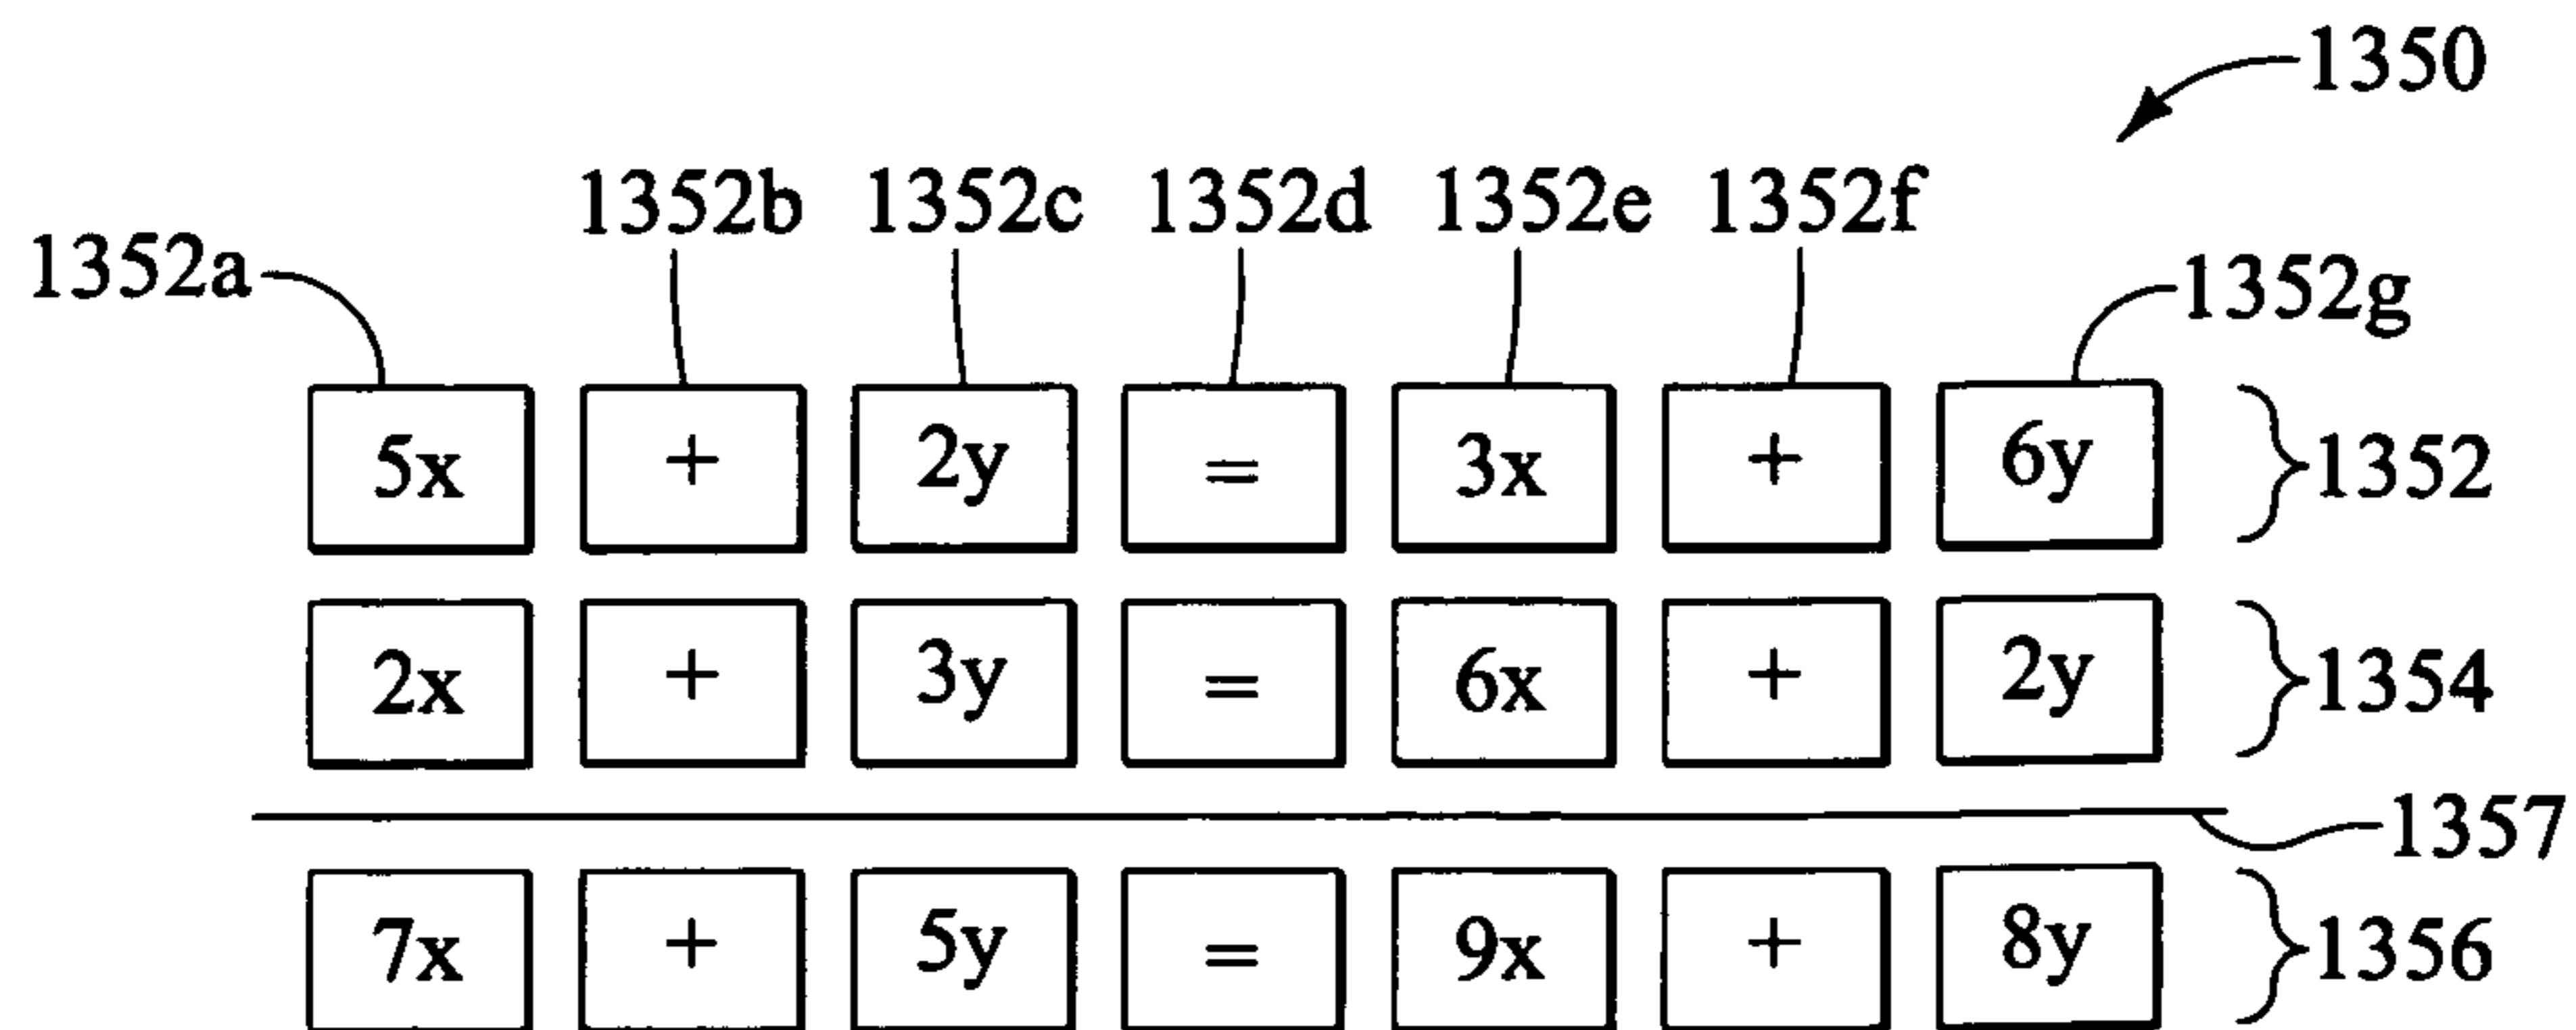 1350
1352b 1352c 1352d 1352e 1352f
1352a 1352g
5x + 2y = 3x + 6y 1352
2x + 3y = 6x + 2y 1354
1357
7x + 5y = 9x + 8y 1356